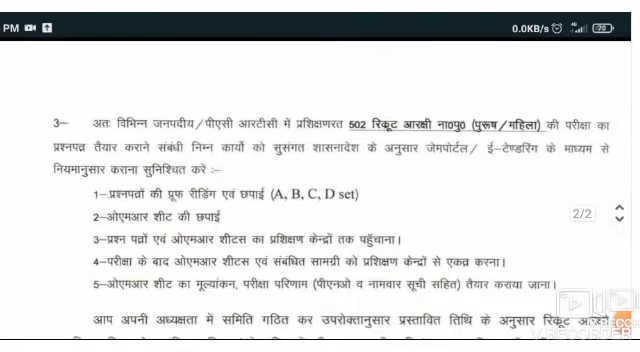 PM 0.0KB/s 4G 70
3— अतः विभिन्न जनपदीय/पीएसी आरटीसी में प्रशिक्षणरत 502 रिकूट आरक्षी ना0पु0 (पुरूष/महिला) की परीक्षा का
प्रश्नपत्र तैयार कराने संबंधी निम्न कार्यो को सुसंगत शासनादेश के अनुसार जेमपोर्टल/ ई–टेण्डरिंग के माध्यम से
नियमानुसार कराना सुनिश्चित करें :—
1–प्रश्नपत्रों की प्रूफ रीडिंग एवं छपाई (A, B, C, D set)
2–ओएमआर शीट की छपाई
2/2
3–प्रश्न पत्रों एवं ओएमआर शीटस का प्रशिक्षण केन्द्रों तक पहुँचाना।
4–परीक्षा के बाद ओएमआर शीटस एवं संबंधित सामग्री को प्रशिक्षण केन्द्रों से एकत्र करना।
5–ओएमआर शीट का मूल्यांकन, परीक्षा परिणाम (पीएनओ व नामवार सूची सहित) तैयार कराया जाना।
आप अपनी अध्यक्षता में समिति गठित कर उपरोक्तानुसार प्रस्तावित तिथि के अनुसार रिकूट